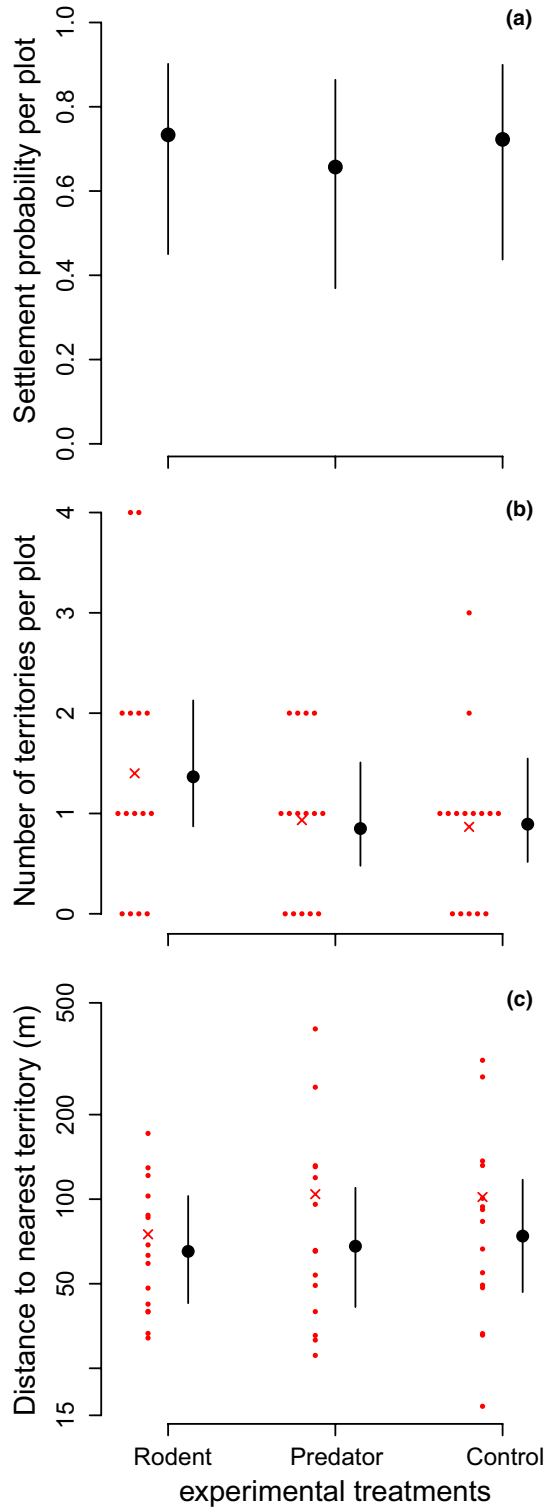 (a)
Settlement probability per plot
1.0
0.8
0.6
0.4
0.2
0.0
(b)
Number of territories per plot
4
3
2
1
0
(c)
Distance to nearest territory (m)
500
200
100
50
15
Rodent Predator Control
experimental treatments